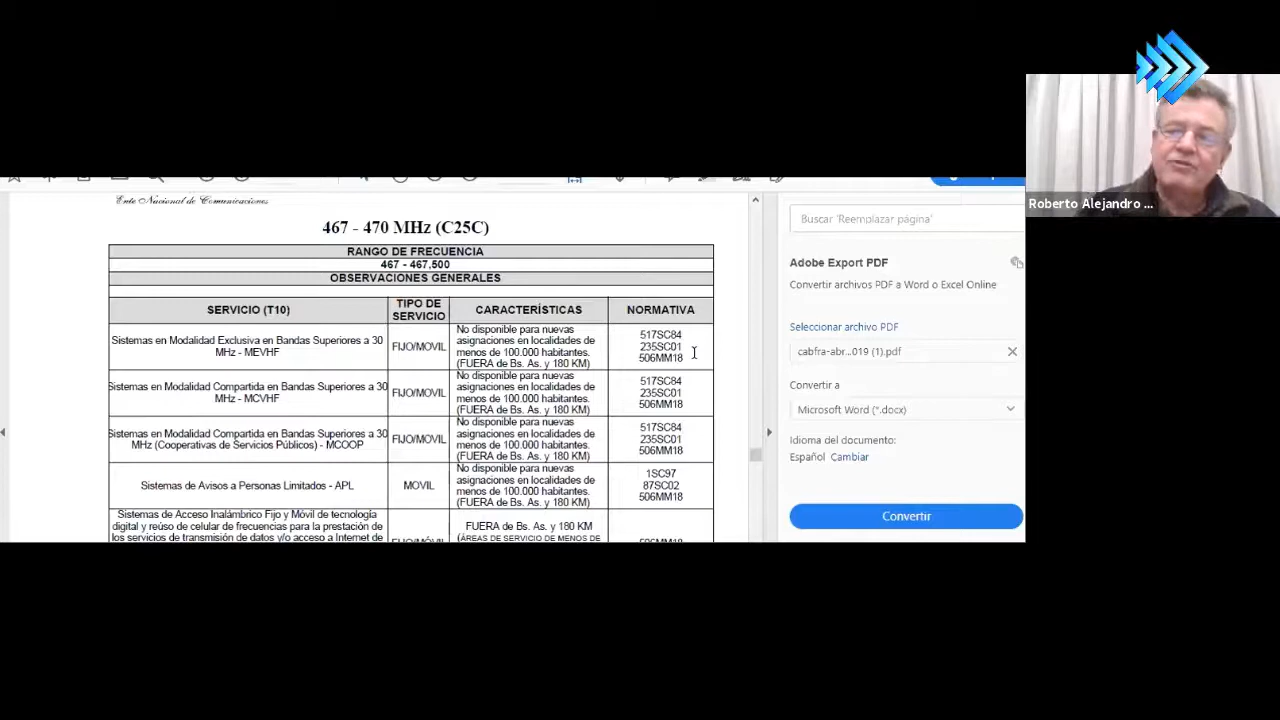 Ente Nacional de Comunicaciones
467 - 470 MHz (C25C)
RANGO DE FRECUENCIA
467 - 467,500
OBSERVACIONES GENERALES
SERVICIO (T10)
TIPO DE
SERVICIO
CARACTERÍSTICAS
NORMATIVA
Sistemas en Modalidad Exclusiva en Bandas Superiores a 30
MHz - MEVHF
FIJO/MOVIL
No disponible para nuevas
asignaciones en localidades de
menos de 100.000 habitantes.
(FUERA de Bs. As. y 180 KM)
517SC84
235SC01
506MM18
Sistemas en Modalidad Compartida en Bandas Superiores a 30
MHz - MCVHF
FIJO/MOVIL
No disponible para nuevas
asignaciones en localidades de
menos de 100.000 habitantes.
(FUERA de Bs. As. y 180 KM)
517SC84
235SC01
506MM18
Sistemas en Modalidad Compartida en Bandas Superiores a 30
MHz (Cooperativas de Servicios Públicos) - MCOOP
FIJO/MOVIL
No disponible para nuevas
asignaciones en localidades de
menos de 100.000 habitantes.
(FUERA de Bs. As. y 180 KM)
517SC84
235SC01
506MM18
Sistemas de Avisos a Personas Limitados - APL
MOVIL
No disponible para nuevas
asignaciones en localidades de
menos de 100.000 habitantes.
(FUERA de Bs. As. y 180 KM)
1SC97
87SC02
506MM18
Sistemas de Acceso Inalámbrico Fijo y Móvil de tecnología
digital y reúso de celular de frecuencias para la prestación de
los servicios de transmisión de datos y/o acceso a Internet de
FIJO/MÓVIL
FUERA de Bs. As. y 180 KM
(ÁREAS DE SERVICIO DE MENOS DE
506MM18
Buscar 'Reemplazar página'
Adobe Export PDF
Convertir archivos PDF a Word o Excel Online
Seleccionar archivo PDF
cabfra-abr...019 (1).pdf
Convertir a
Microsoft Word (*.docx)
Idioma del documento:
Español Cambiar
Convertir
Roberto Alejandro ...